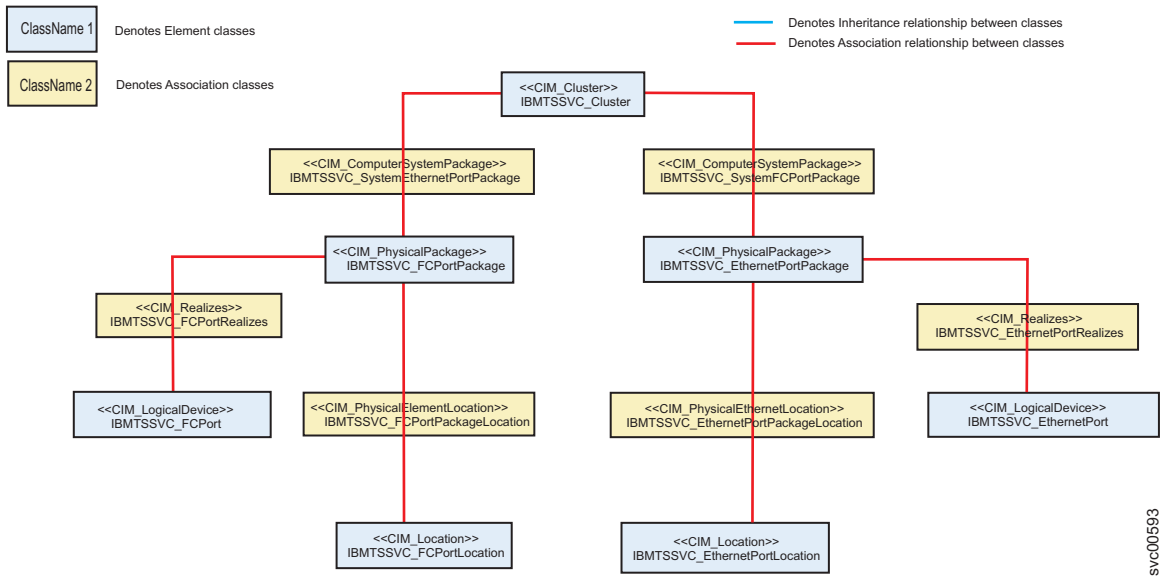 ClassName 1
Denotes Element classes
Denotes Inheritance relationship between classes
Denotes Association relationship between classes
ClassName 2
Denotes Association classes
<<CIM_Cluster>>
IBMTSSVC_Cluster
<<CIM_ComputerSystemPackage>>
IBMTSSVC_SystemEthernetPortPackage
<<CIM_ComputerSystemPackage>>
IBMTSSVC_SystemFCPortPackage
<<CIM_PhysicalPackage>>
IBMTSSVC_FCPortPackage
<<CIM_PhysicalPackage>>
IBMTSSVC_EthernetPortPackage
<<CIM_Realizes>>
IBMTSSVC_FCPortRealizes
<<CIM_Realizes>>
IBMTSSVC_EthernetPortRealizes
<<CIM_LogicalDevice>>
IBMTSSVC_FCPort
<<CIM_PhysicalElementLocation>>
IBMTSSVC_FCPortPackageLocation
<<CIM_PhysicalEthernetLocation>>
IBMTSSVC_EthernetPortPackageLocation
<<CIM_LogicalDevice>>
IBMTSSVC_EthernetPort
<<CIM_Location>>
IBMTSSVC_FCPortLocation
<<CIM_Location>>
IBMTSSVC_EthernetPortLocation
svc00593